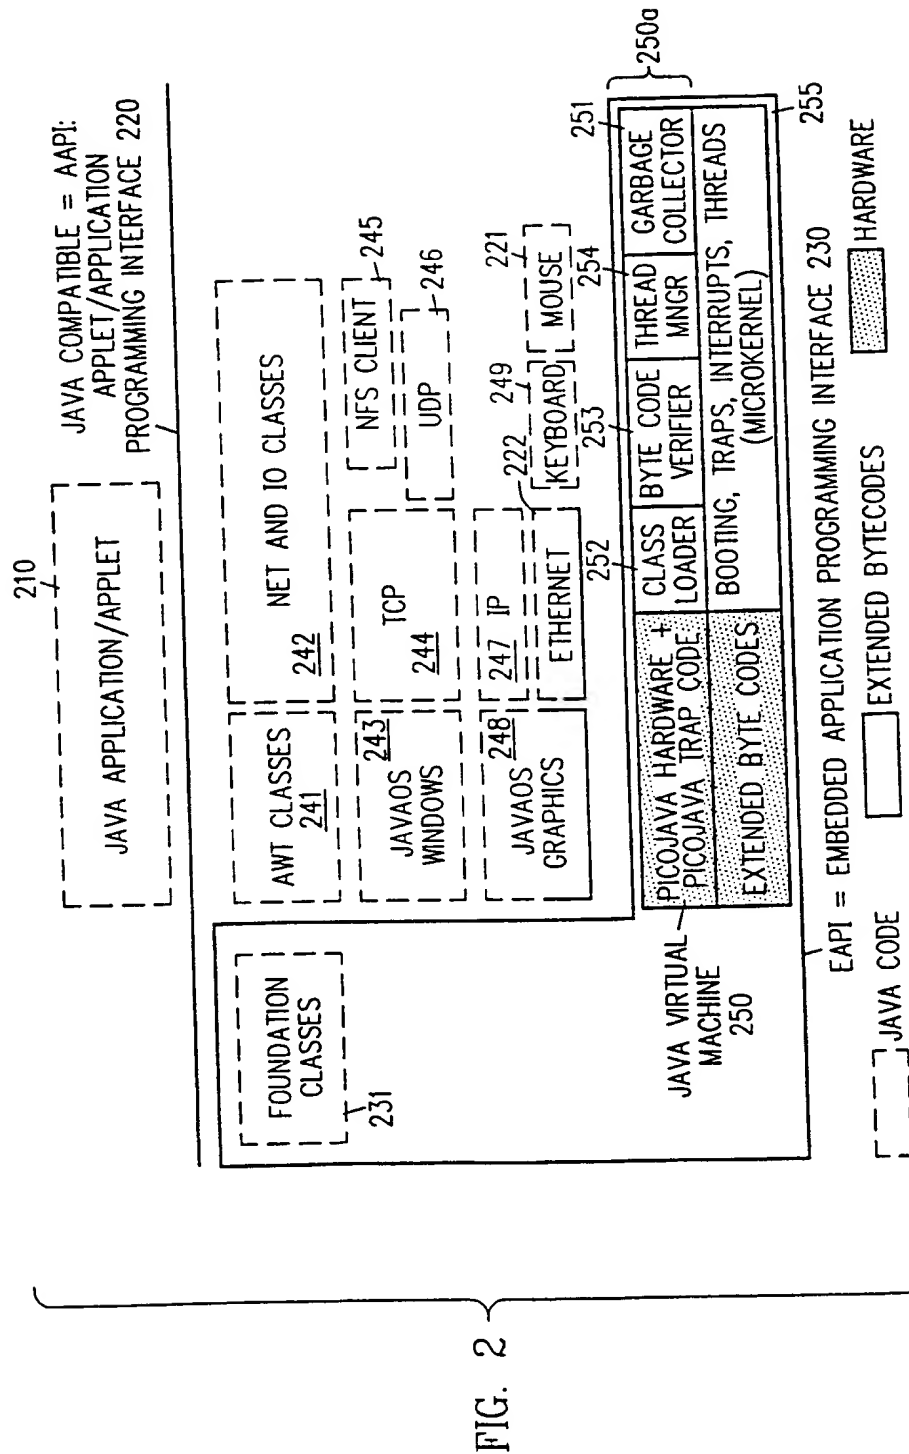 210
JAVA APPLICATION/APPLET
JAVA COMPATIBLE = AAPI:
APPLET/APPLICATION
PROGRAMMING INTERFACE 220
FOUNDATION
CLASSES
231
AWT CLASSES
241
NET AND IO CLASSES
242
JAVAOS
WINDOWS
243
TCP
244
NFS CLIENT
245
UDP
246
JAVAOS
GRAPHICS
248
IP
247
ETHERNET
222
KEYBOARD
249
MOUSE
221
JAVA VIRTUAL
MACHINE
250
PICOJAVA HARDWARE +
PICOJAVA TRAP CODE
EXTENDED BYTE CODES
252
CLASS
LOADER
253
BYTE CODE
VERIFIER
254
THREAD
MNGR
251
GARBAGE
COLLECTOR
250a
BOOTING, TRAPS, INTERRUPTS, THREADS
(MICROKERNEL)
255
EAPI = EMBEDDED APPLICATION PROGRAMMING INTERFACE 230
JAVA CODE
EXTENDED BYTECODES
HARDWARE
FIG. 2